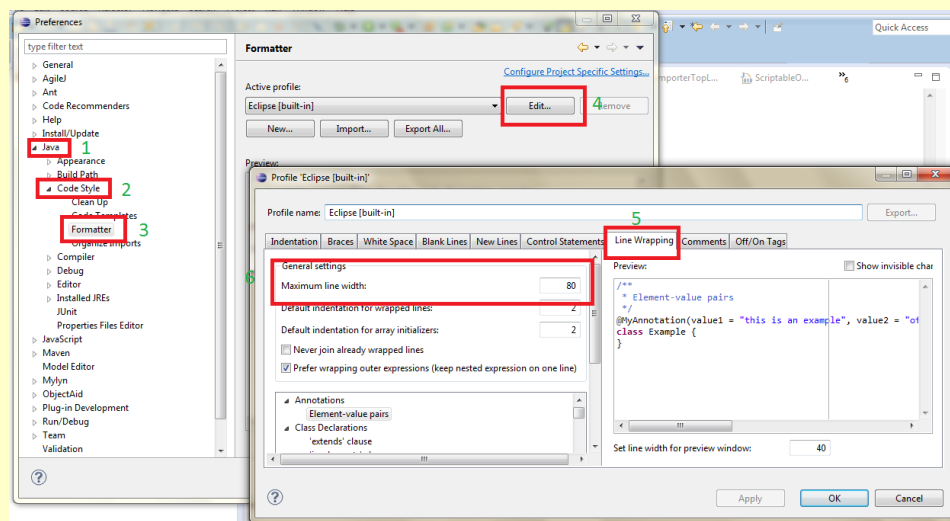 Preferences
Quick Access
type filter text
Formatter
General
AgileJ
Ant
Code Recommenders
Help
Install/Update
Java
1
Appearance
Build Path
Code Style
2
Clean Up
Code Templates
Formatter
3
Organize Imports
Compiler
Debug
Editor
Installed JREs
JUnit
Properties Files Editor
JavaScript
Maven
Model Editor
Mylyn
ObjectAid
Plug-in Development
Run/Debug
Team
Validation
Configure Project Specific Settings...
Active profile:
Eclipse [built-in]
Edit...
4
Remove
New...
Import...
Export All...
Preview:
mporterTopL...
ScriptableO...
6
Profile 'Eclipse [built-in]'
Profile name:
Eclipse [built-in]
Export...
5
Indentation
Braces
White Space
Blank Lines
New Lines
Control Statements
Line Wrapping
Comments
Off/On Tags
6
General settings
Maximum line width:
80
Default indentation for wrapped lines:
2
Default indentation for array initializers:
2
Never join already wrapped lines
Prefer wrapping outer expressions (keep nested expression on one line)
Annotations
Element-value pairs
Class Declarations
'extends' clause
Preview:
Show invisible char
/**
* Element-value pairs
*/
@MyAnnotation(value1 = "this is an example", value2 = "of
class Example {
}
Set line width for preview window:
40
Apply
OK
Cancel